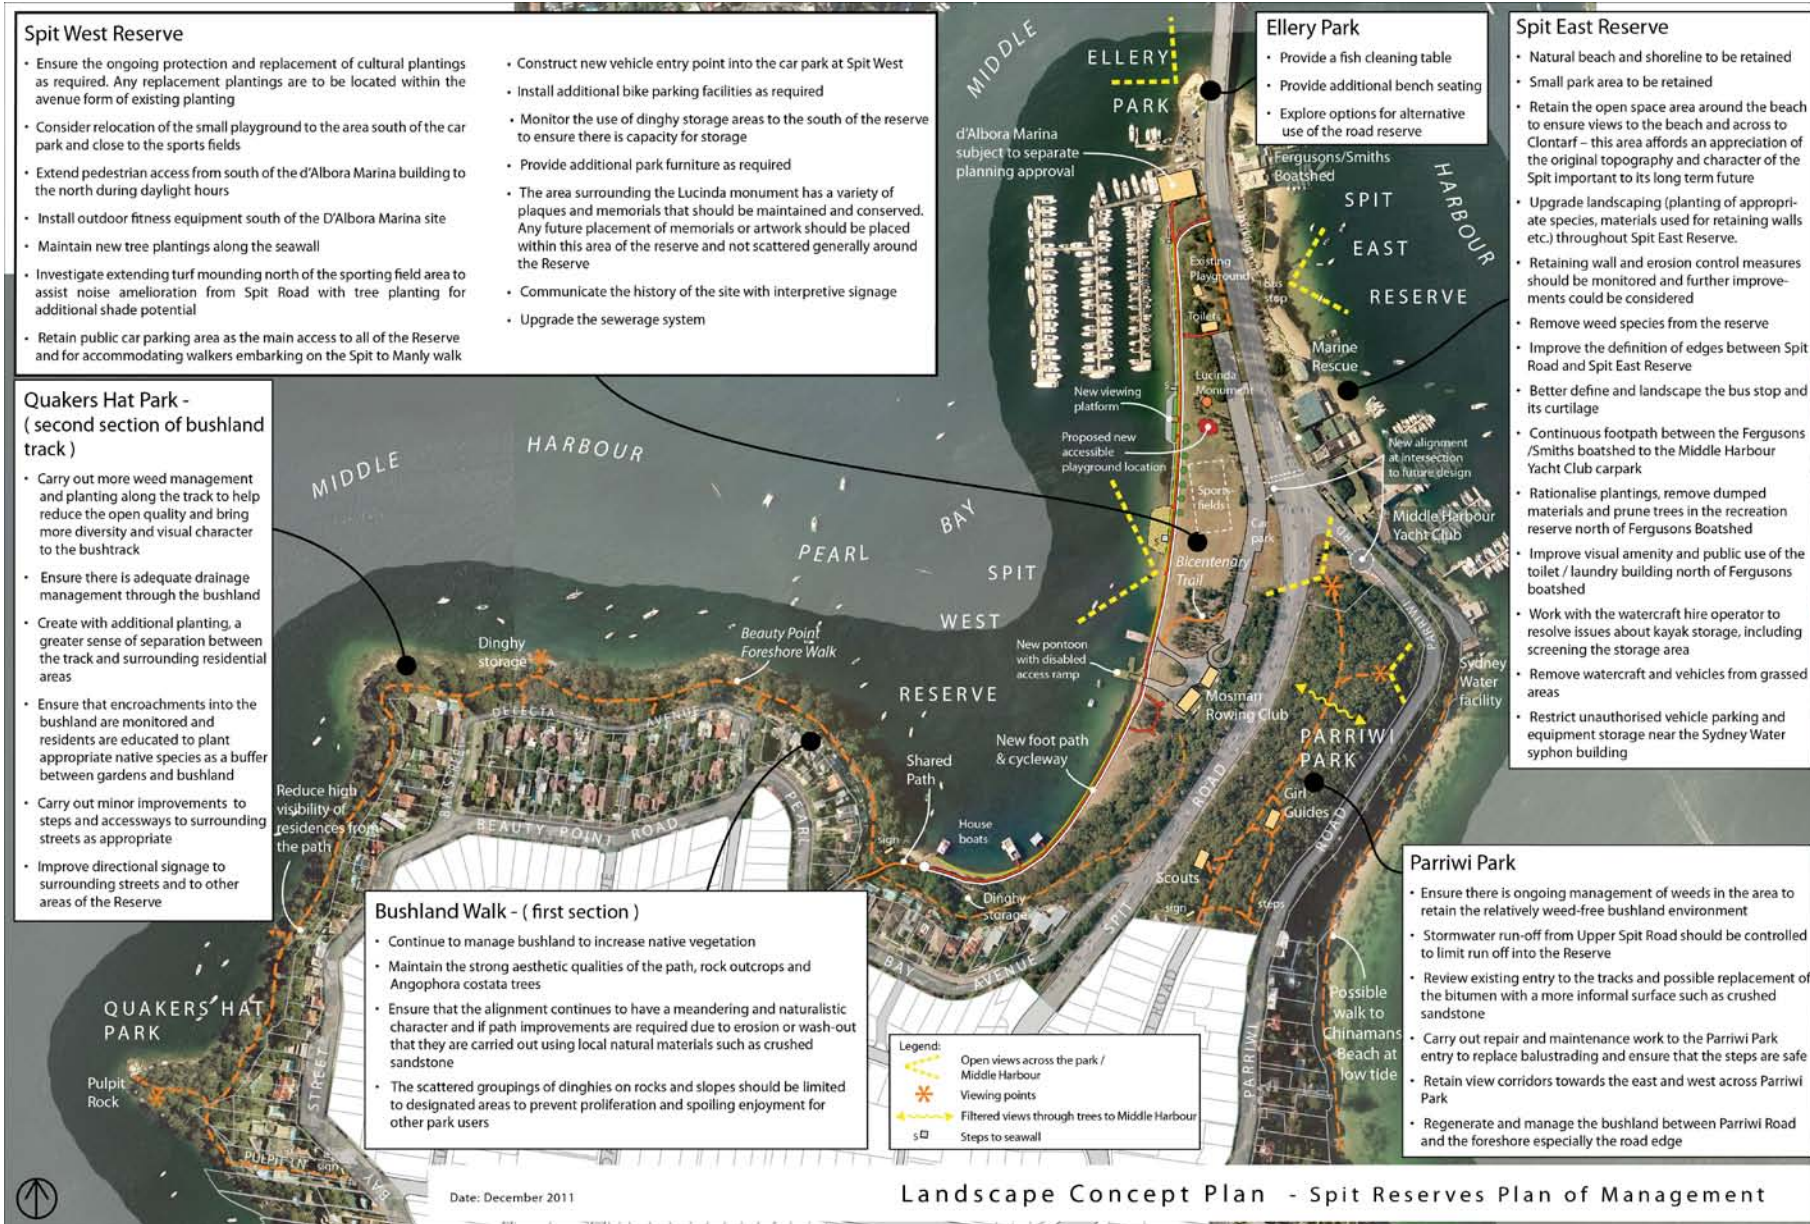 Spit West Reserve
• Ensure the ongoing protection and replacement of cultural plantings
as required. Any replacement plantings are to be located within the
avenue form of existing planting
• Consider relocation of the small playground to the area south of the car
park and close to the sports fields
• Extend pedestrian access from south of the d'Albora Marina building to
the north during daylight hours
• Install outdoor fitness equipment south of the D'Albora Marina site
• Maintain new tree plantings along the seawall
• Investigate extending turf mounding north of the sporting field area to
assist noise amelioration from Spit Road with tree planting for
additional shade potential
• Retain public car parking area as the main access to all of the Reserve
and for accommodating walkers embarking on the Spit to Manly walk
• Construct new vehicle entry point into the car park at Spit West
• Install additional bike parking facilities as required
• Monitor the use of dinghy storage areas to the south of the reserve
to ensure there is capacity for storage
• Provide additional park furniture as required
• The area surrounding the Lucinda monument has a variety of
plaques and memorials that should be maintained and conserved.
Any future placement of memorials or artwork should be placed
within this area of the reserve and not scattered generally around
the Reserve
• Communicate the history of the site with interpretive signage
• Upgrade the sewerage system
Ellery Park
• Provide a fish cleaning table
• Provide additional bench seating
• Explore options for alternative
use of the road reserve
Spit East Reserve
• Natural beach and shoreline to be retained
• Small park area to be retained
• Retain the open space area around the beach
to ensure views to the beach and across to
Clontarf – this area affords an appreciation of
the original topography and character of the
Spit important to its long term future
• Upgrade landscaping (planting of appropri-
ate species, materials used for retaining walls
etc.) throughout Spit East Reserve.
• Retaining wall and erosion control measures
should be monitored and further improve-
ments could be considered
• Remove weed species from the reserve
• Improve the definition of edges between Spit
Road and Spit East Reserve
• Better define and landscape the bus stop and
its curtilage
• Continuous footpath between the Fergusons
/Smiths boatshed to the Middle Harbour
Yacht Club carpark
• Rationalise plantings, remove dumped
materials and prune trees in the recreation
reserve north of Fergusons Boatshed
• Improve visual amenity and public use of the
toilet / laundry building north of Fergusons
boatshed
• Work with the watercraft hire operator to
resolve issues about kayak storage, including
screening the storage area
• Remove watercraft and vehicles from grassed
areas
• Restrict unauthorised vehicle parking and
equipment storage near the Sydney Water
syphon building
Quakers Hat Park -
( second section of bushland
track )
• Carry out more weed management
and planting along the track to help
reduce the open quality and bring
more diversity and visual character
to the bushtrack
• Ensure there is adequate drainage
management through the bushland
• Create with additional planting, a
greater sense of separation between
the track and surrounding residential
areas
• Ensure that encroachments into the
bushland are monitored and
residents are educated to plant
appropriate native species as a buffer
between gardens and bushland
• Carry out minor improvements to
steps and accessways to surrounding
streets as appropriate
• Improve directional signage to
surrounding streets and to other
areas of the Reserve
Bushland Walk - ( first section )
• Continue to manage bushland to increase native vegetation
• Maintain the strong aesthetic qualities of the path, rock outcrops and
Angophora costata trees
• Ensure that the alignment continues to have a meandering and naturalistic
character and if path improvements are required due to erosion or wash-out
that they are carried out using local natural materials such as crushed
sandstone
• The scattered groupings of dinghies on rocks and slopes should be limited
to designated areas to prevent proliferation and spoiling enjoyment for
other park users
Parriwi Park
• Ensure there is ongoing management of weeds in the area to
retain the relatively weed-free bushland environment
• Stormwater run-off from Upper Spit Road should be controlled
to limit run off into the Reserve
• Review existing entry to the tracks and possible replacement of
the bitumen with a more informal surface such as crushed
sandstone
• Carry out repair and maintenance work to the Parriwi Park
entry to replace balustrading and ensure that the steps are safe
• Retain view corridors towards the east and west across Parriwi
Park
• Regenerate and manage the bushland between Parriwi Road
and the foreshore especially the road edge
MIDDLE
ELLERY
PARK
d'Albora Marina
subject to separate
planning approval
Fergusons/Smiths
Boatshed
HARBOUR
SPIT
EAST
RESERVE
Existing
Playground
Bus
stop
Toilets
Marine
Rescue
Lucinda
Monument
New viewing
platform
Proposed new
accessible
playground location
Sports
fields
New alignment
at intersection
to future design
Middle Harbour
Yacht Club
RD
Car
park
S
S
S
Bicentenary
Trail
MIDDLE
HARBOUR
PEARL
BAY
SPIT
WEST
RESERVE
New pontoon
with disabled
access ramp
Mosman
Rowing Club
PARRIWI
Sydney
Water
facility
PARRIWI
PARK
Dinghy
storage
Beauty Point
Foreshore Walk
DELECTA
AVENUE
BEAUTY POINT ROAD
PEARL
Shared
Path
New foot path
& cycleway
House
boats
sign
Dinghy
storage
ROAD
SPIT
Girl
Guides
ROAD
Scouts
sign
steps
BAY
AVENUE
ROAD
PARRIWI
Possible
walk to
Chinamans
Beach at
low tide
Reduce high
visibility of
residences from
the path
QUAKERS HAT
PARK
Pulpit
Rock
STREET
PULPIT LN
sign
BAY
Legend:
Open views across the park /
Middle Harbour
Viewing points
Filtered views through trees to Middle Harbour
S
Steps to seawall
Date: December 2011
Landscape Concept Plan - Spit Reserves Plan of Management